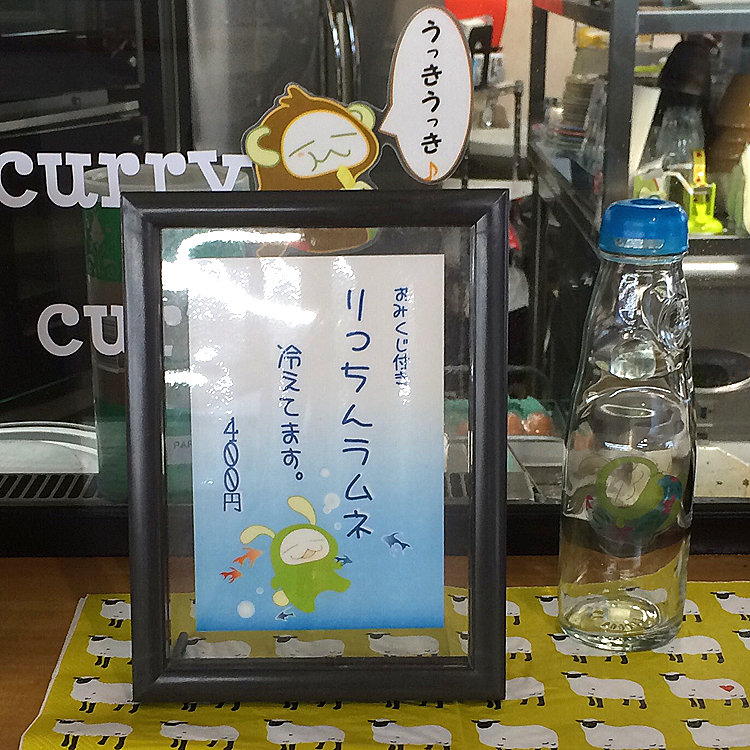 うっきうっき♪
curry
cur
おみくじ付き
りっちんラムネ
冷えてます。
400円